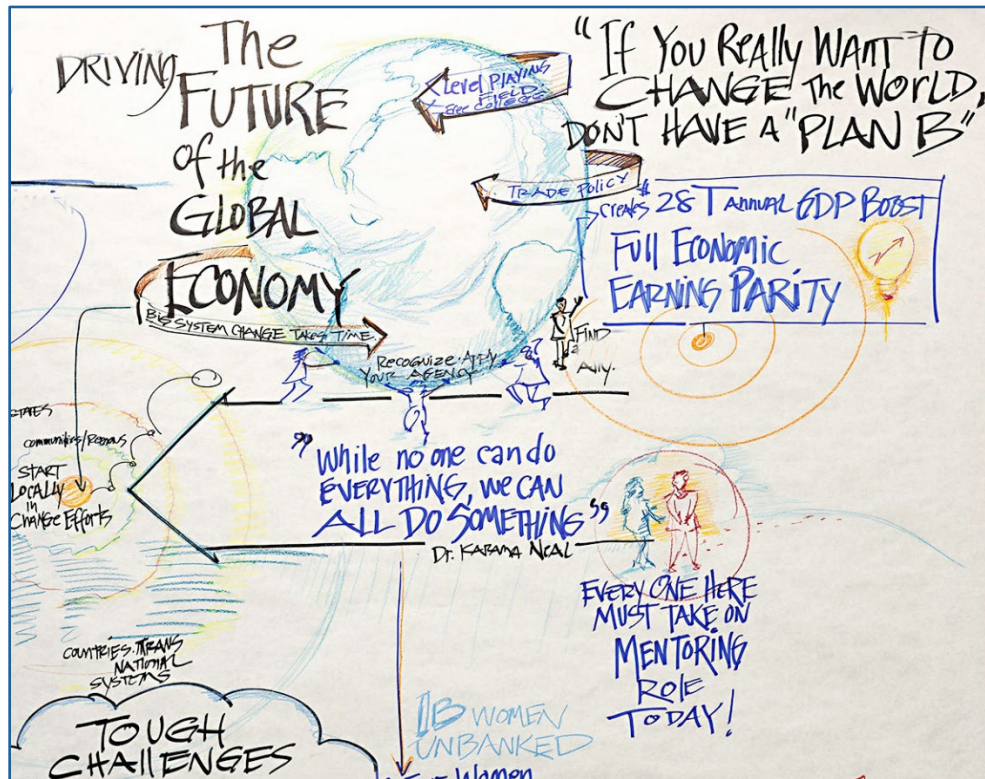 DRIVING
The
FUTURE
of the
GLOBAL
ECONOMY
BIG SYSTEM CHANGE TAKES TIME.
Level PLAYING
FIELD
TRADE POLICY
"IF YOU REALLY WANT TO
CHANGE THE WORLD,
DON'T HAVE A "PLAN B"
Creates $28T ANNUAL GDP BOOST
FULL ECONOMIC
EARNING PARITY
FIND
a
Ally.
Recognize
YOUR AGENCY
STATES
Communities/Regions
START
LOCALLY
in
Change Efforts
"While no one can do
EVERYTHING, WE CAN
ALL DO SOMETHING"
Dr. KARAMA NEAL
EVERY ONE HERE
MUST TAKE ON
MENTORING
ROLE
TODAY!
COUNTRIES. TRANS
NATIONAL
SYSTEMS
TOUGH
CHALLENGES
1B WOMEN
UNBANKED
Women